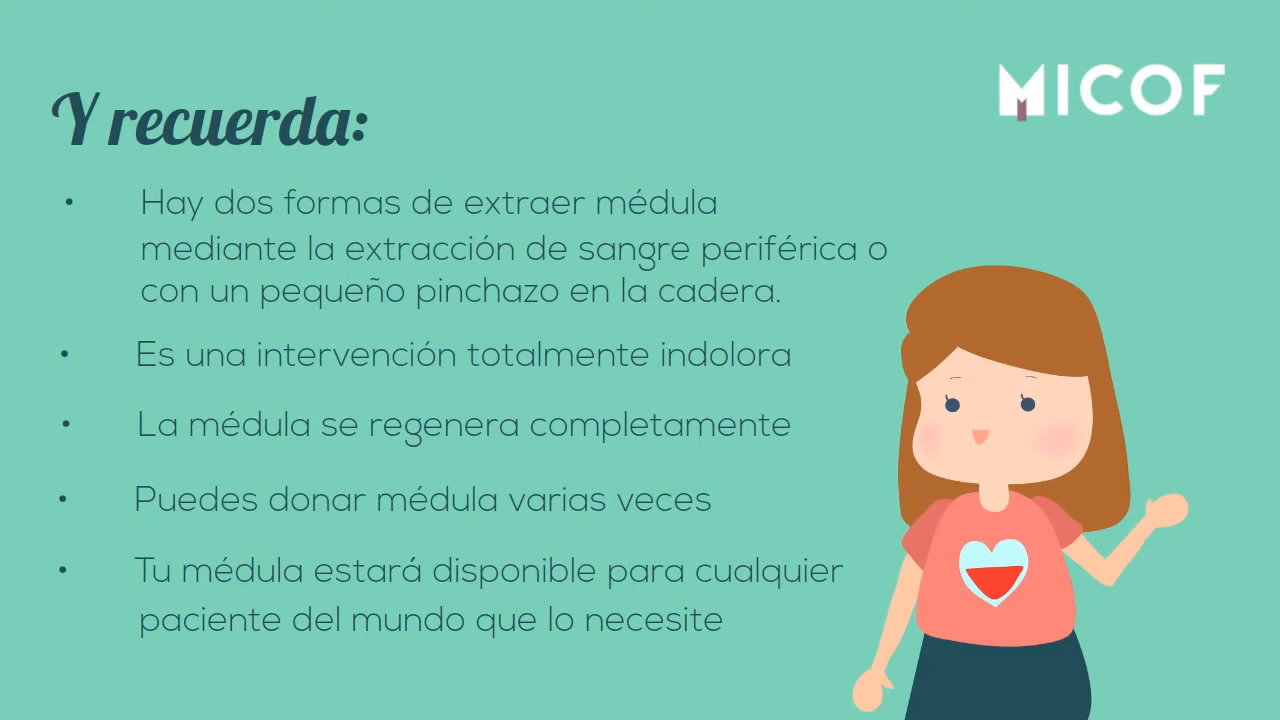 MICOF
Y recuerda:
• Hay dos formas de extraer médula
mediante la extracción de sangre periférica o
con un pequeño pinchazo en la cadera.
• Es una intervención totalmente indolora
• La médula se regenera completamente
• Puedes donar médula varias veces
• Tu médula estará disponible para cualquier
paciente del mundo que lo necesite